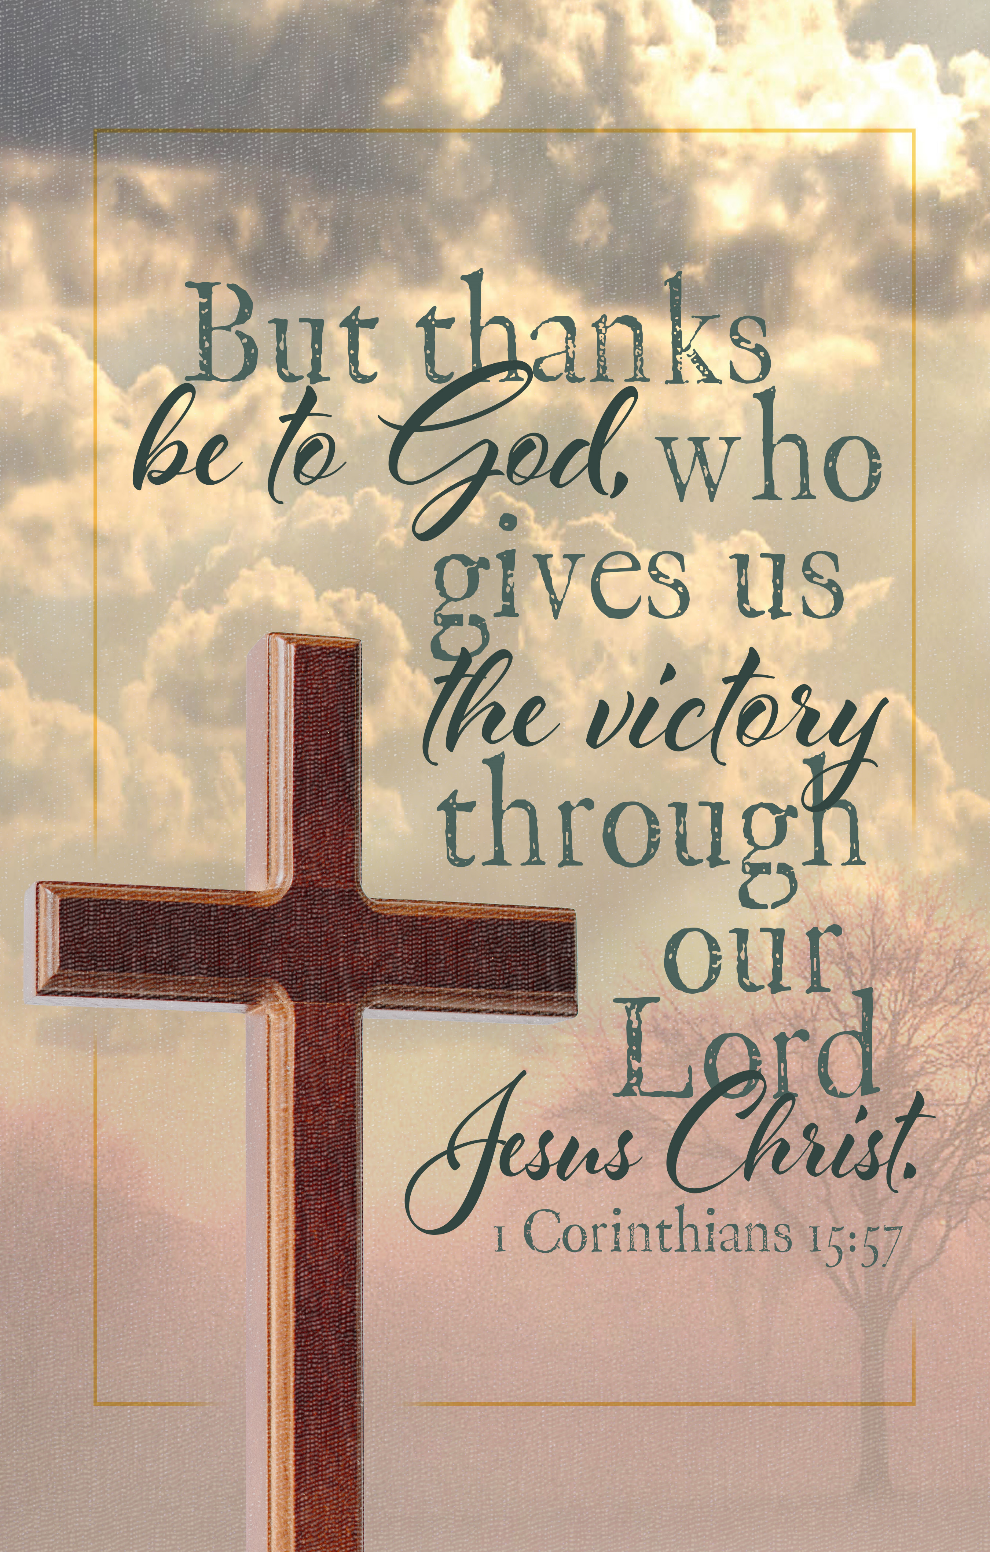 But thanks
be to God, who
gives us
the victory
through
our
Lord
Jesus Christ.
1 Corinthians 15:57